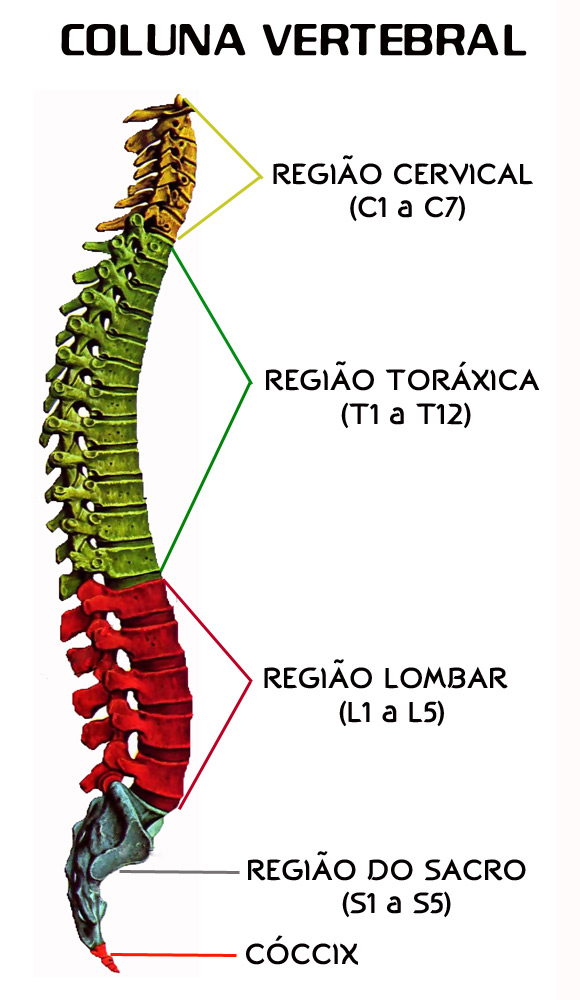 COLUNA VERTEBRAL
REGIÃO CERVICAL
(C1 a C7)
REGIÃO TORÁXICA
(T1 a T12)
REGIÃO LOMBAR
(L1 a L5)
REGIÃO DO SACRO
(S1 a S5)
CÓCCIX